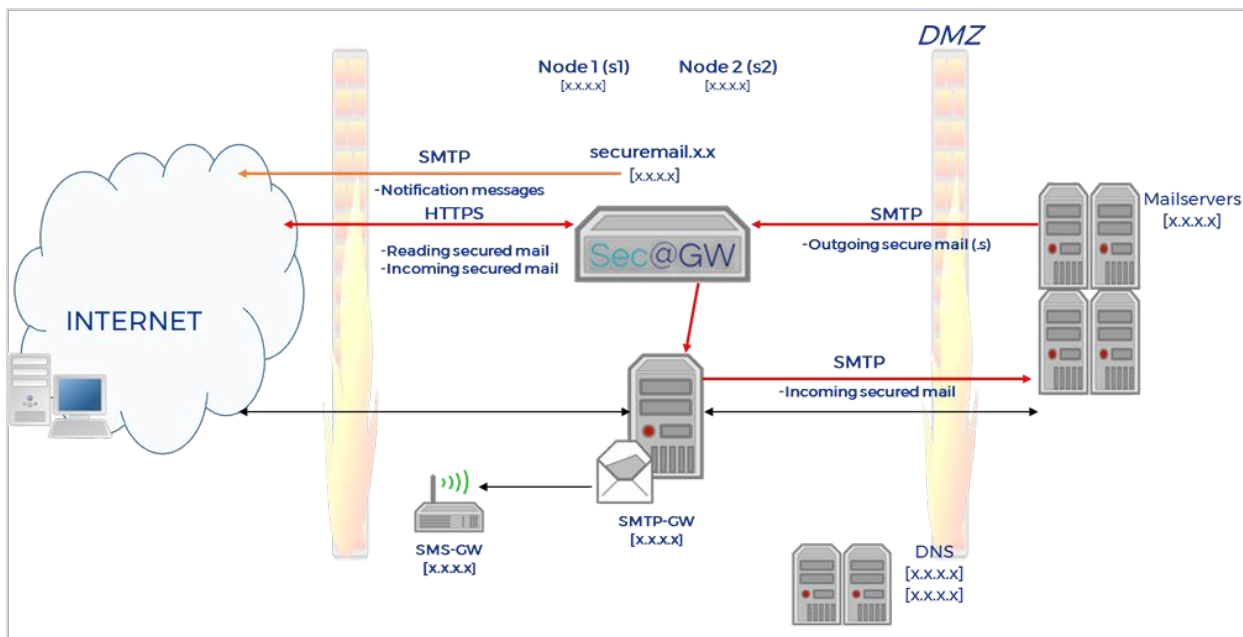 DMZ
Node 1 (s1)
[x.x.x.x]
Node 2 (s2)
[x.x.x.x]
SMTP
-Notification messages
securemail.x.x
[x.x.x.x]
HTTPS
-Reading secured mail
-Incoming secured mail
Sec@GW
SMTP
-Outgoing secure mail (.s)
Mailservers
[x.x.x.x]
INTERNET
SMTP
-Incoming secured mail
SMS-GW
[x.x.x.x]
SMTP-GW
[x.x.x.x]
DNS
[x.x.x.x]
[x.x.x.x]